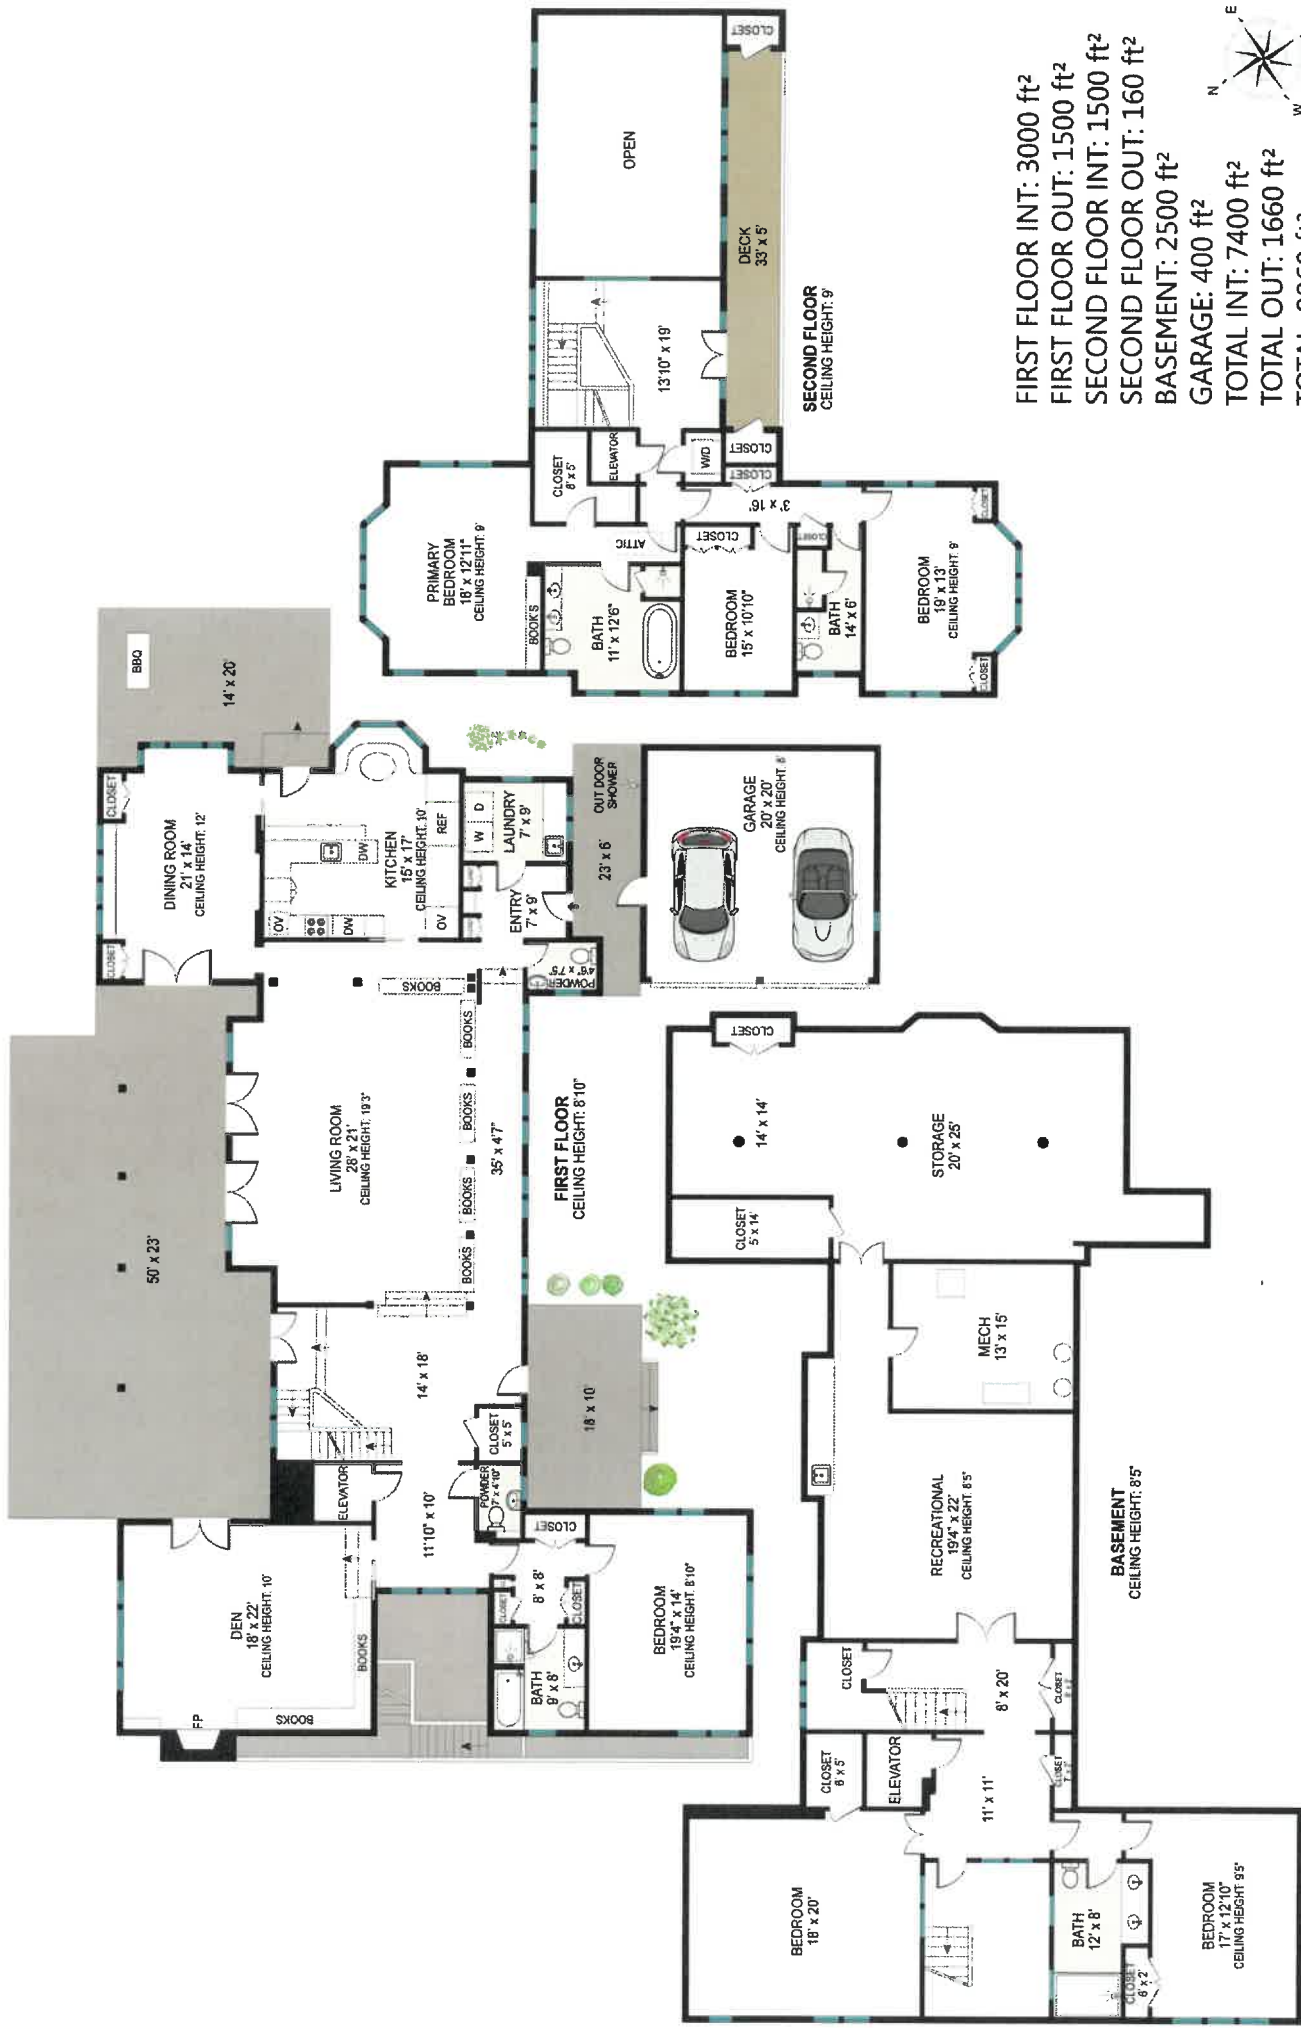 OPEN
CLOSET
DECK
33' x 5'
13'10" x 19'
SECOND FLOOR
CEILING HEIGHT: 9'
CLOSET
8' x 5'
ELEVATOR
W/D
CLOSET
CLOSET
PRIMARY
BEDROOM
18' x 12'11"
CEILING HEIGHT: 9'
BOOKS
ATTIC
BATH
11' x 12'6"
CLOSET
BEDROOM
15' x 10'10"
3' x 16'
CLOSET
BATH
14' x 6'
BEDROOM
19' x 13'
CEILING HEIGHT: 9'
CLOSET
CLOSET
FIRST FLOOR INT: 3000 ft²
FIRST FLOOR OUT: 1500 ft²
SECOND FLOOR INT: 1500 ft²
SECOND FLOOR OUT: 160 ft²
BASEMENT: 2500 ft²
GARAGE: 400 ft²
TOTAL INT: 7400 ft²
TOTAL OUT: 1660 ft²
N
E
W
BBQ
14' x 20'
CLOSET
DINING ROOM
21' x 14'
CEILING HEIGHT: 12'
CLOSET
OV
DW
DW
KITCHEN
15' x 17'
CEILING HEIGHT: 10'
REF
OV
W
D
LAUNDRY
7' x 9'
ENTRY
7' x 9'
POWDER
4'6" x 7'5"
OUT DOOR
SHOWER
23' x 6'
GARAGE
20' x 20'
CEILING HEIGHT: 8'
50' x 23'
LIVING ROOM
28' x 21'
CEILING HEIGHT: 19'3"
BOOKS
BOOKS
BOOKS
BOOKS
BOOKS
35' x 4'7"
FIRST FLOOR
CEILING HEIGHT: 8'10"
14' x 18'
18' x 10'
CLOSET
5' x 5'
ELEVATOR
POWDER
7' x 4'10"
11'10" x 10'
DEN
18' x 22'
CEILING HEIGHT: 10'
FP
BOOKS
BOOKS
CLOSET
8' x 8'
CLOSET
CLOSET
BATH
9' x 8'
BEDROOM
19'4" x 14'
CEILING HEIGHT: 8'10"
CLOSET
14' x 14'
CLOSET
5' x 14'
STORAGE
20' x 25'
MECH
13' x 15'
RECREATIONAL
19'4" x 22'
CEILING HEIGHT: 8'5"
BASEMENT
CEILING HEIGHT: 8'5"
CLOSET
8' x 20'
CLOSET
CLOSET
6' x 5'
ELEVATOR
11' x 11'
CLOSET
BEDROOM
18' x 20'
BATH
12' x 8'
CLOSET
6' x 2'
BEDROOM
17' x 12'10"
CEILING HEIGHT: 9'5"